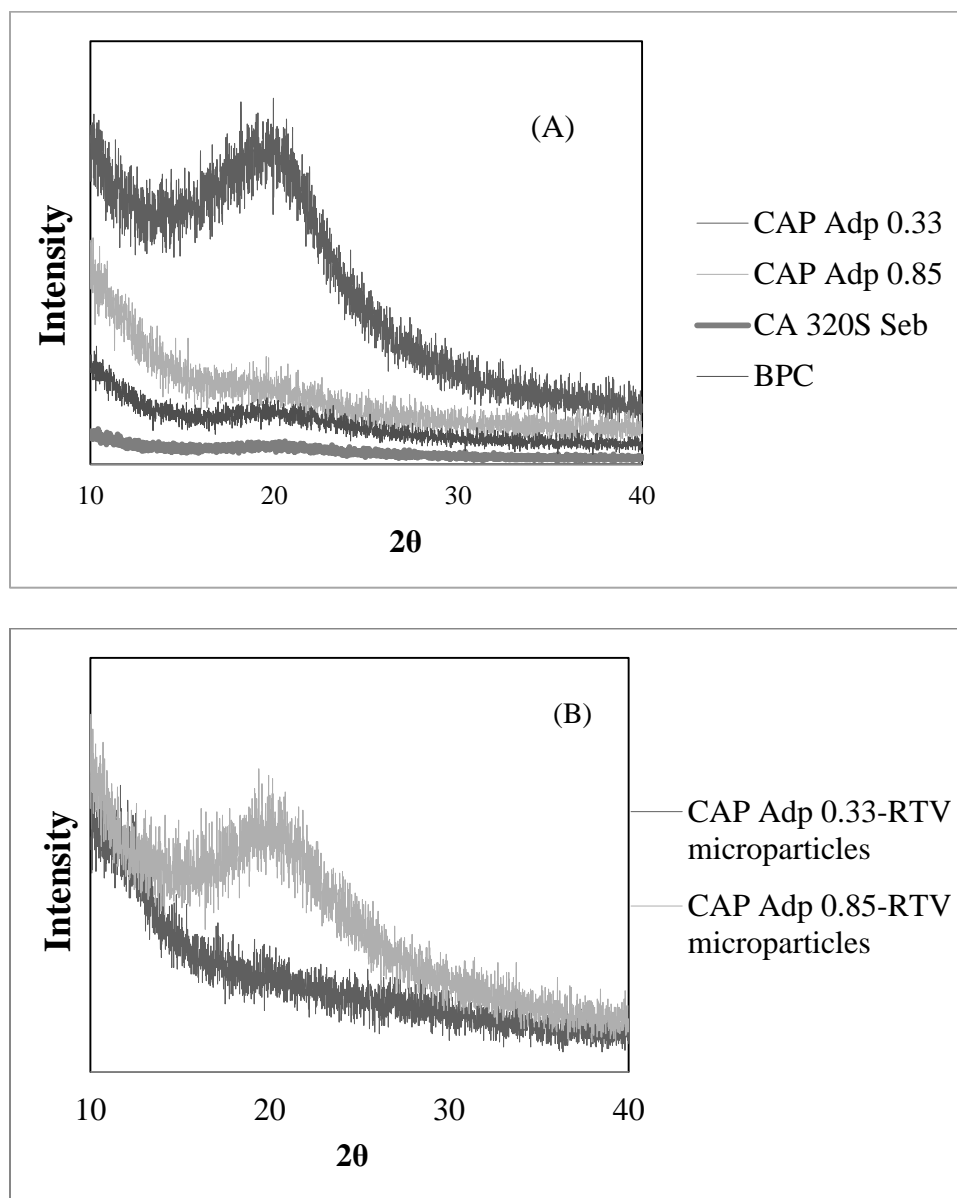 (A)
Intensity
CAP Adp 0.33
CAP Adp 0.85
CA 320S Seb
BPC
10 20 30 40
2θ
(B)
Intensity
CAP Adp 0.33-RTV
microparticles
CAP Adp 0.85-RTV
microparticles
10 20 30 40
2θ